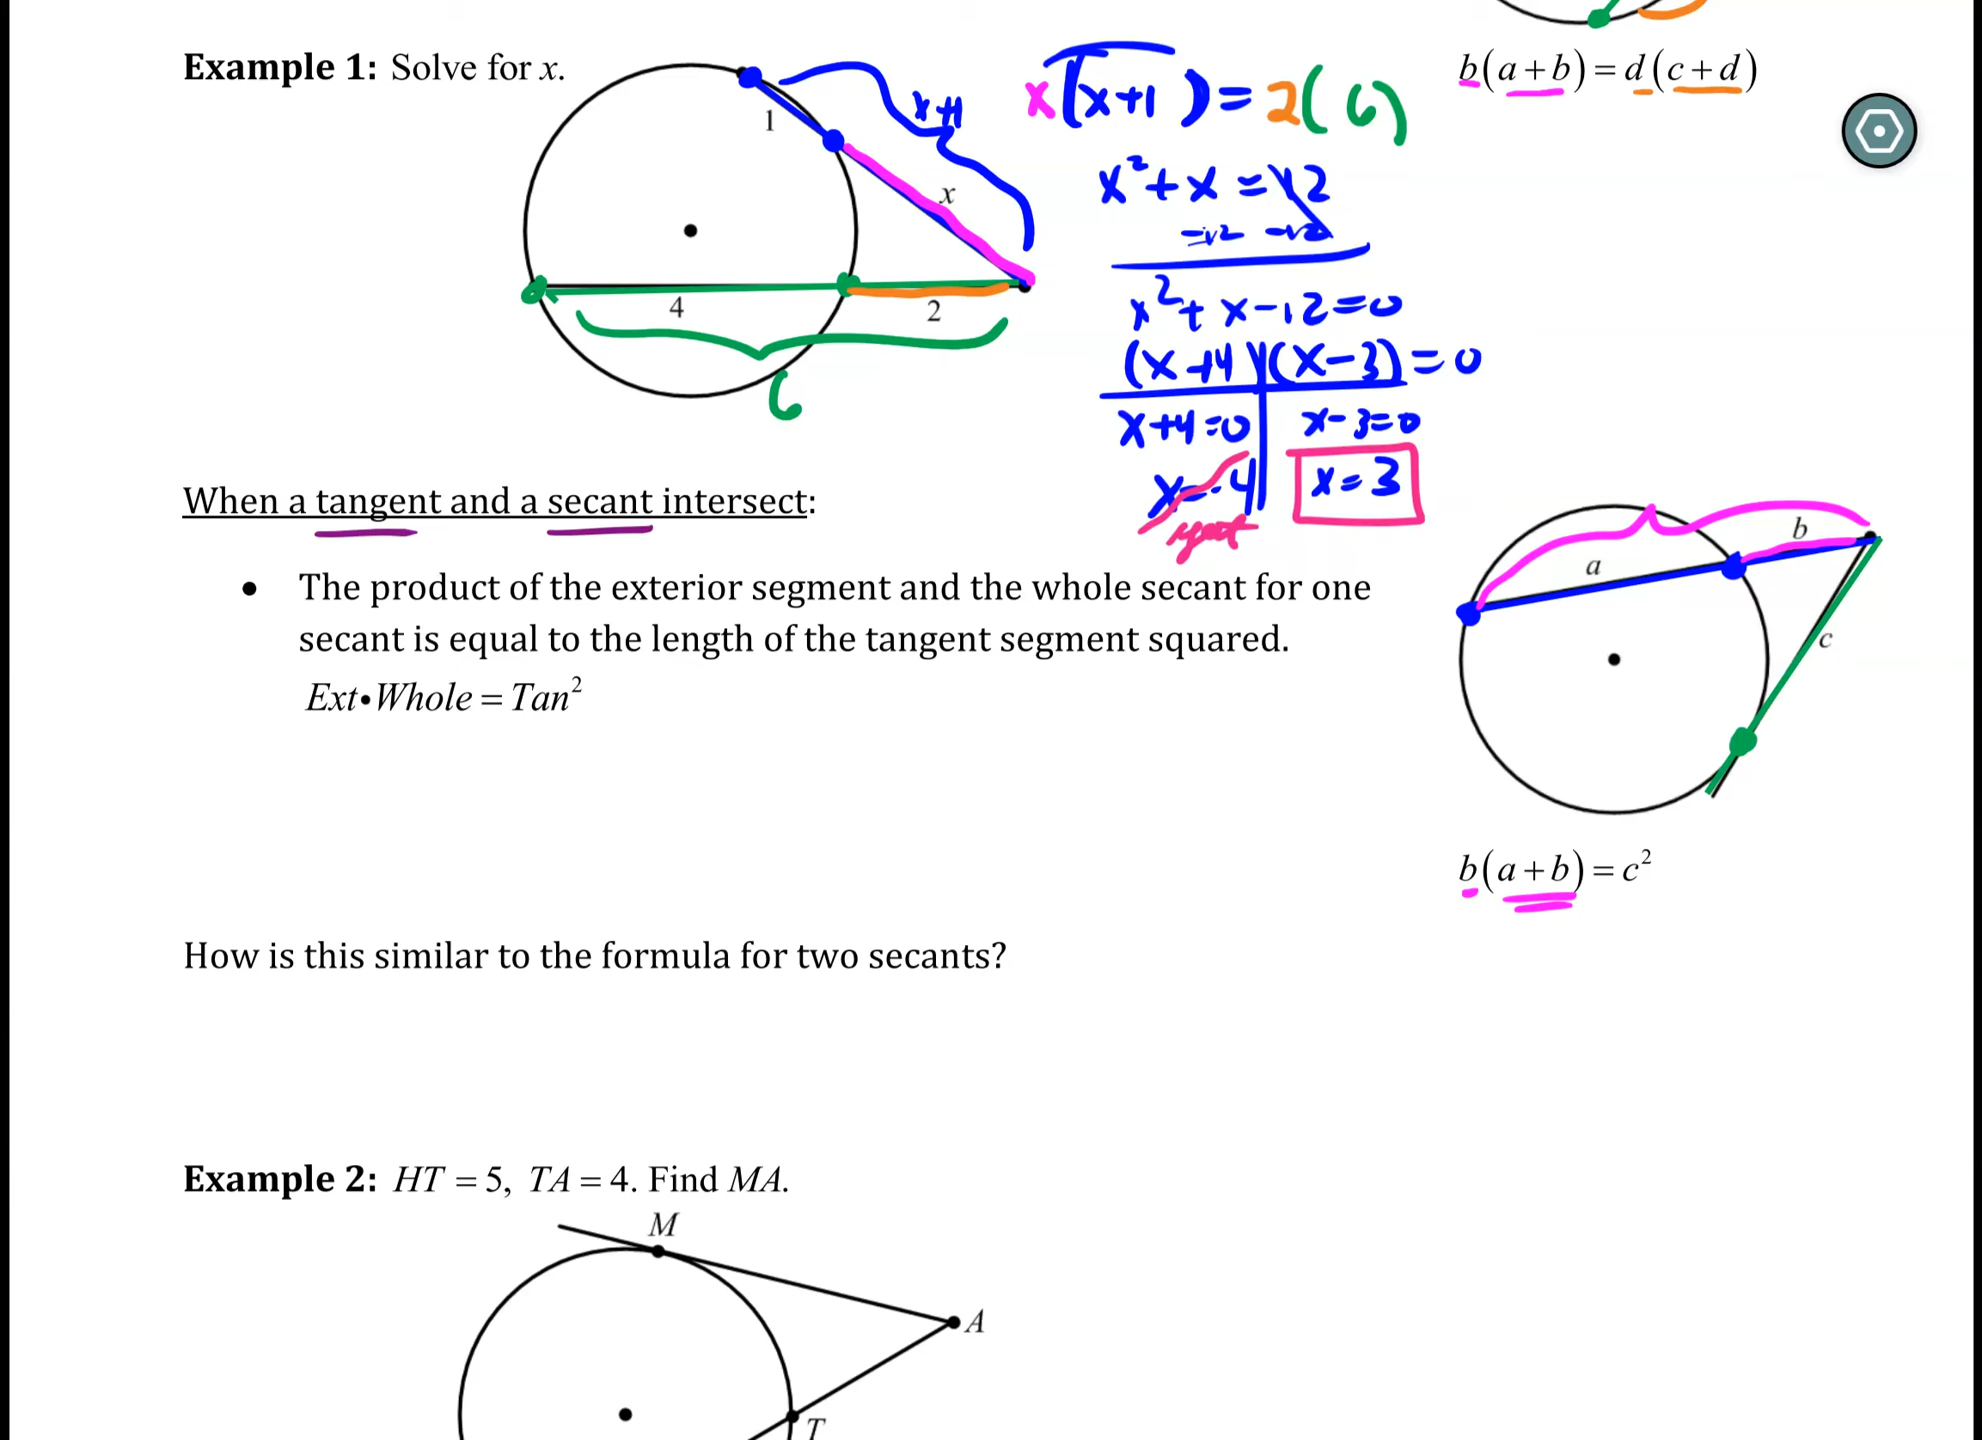 Example 1: Solve for x.
1
x
x+1
4
2
6
x(x+1) = 2(6)
x²+x = 12
-12 -12
x²+x-12=0
(x+4)(x-3)=0
x+4=0
x-3=0
x=-4
x=3
reject
b(a+b)=d(c+d)
When a tangent and a secant intersect:
• The product of the exterior segment and the whole secant for one
secant is equal to the length of the tangent segment squared.
Ext•Whole = Tan²
a
b
c
b(a+b)=c²
How is this similar to the formula for two secants?
Example 2: HT = 5, TA = 4. Find MA.
M
A
T